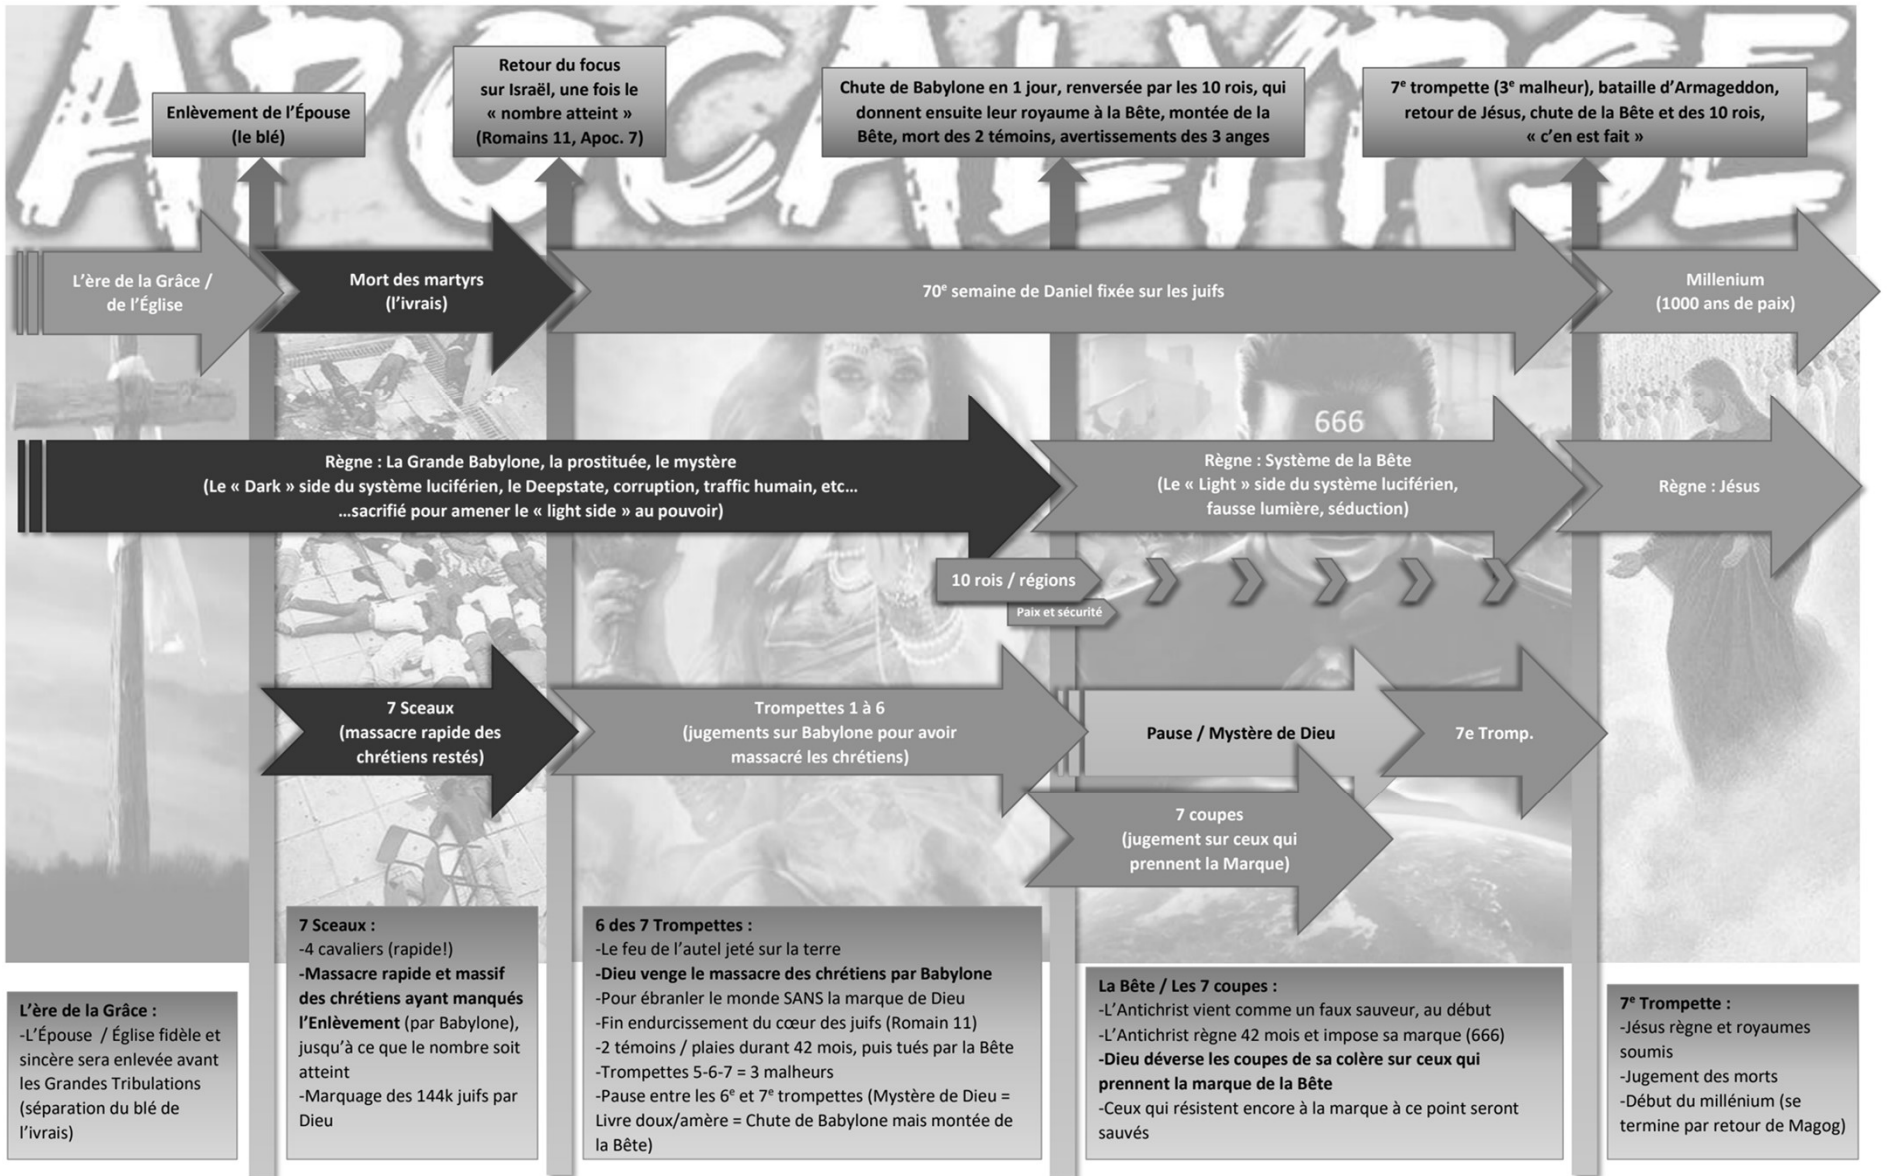 APOCALYPSE
Enlèvement de l’Épouse
(le blé)
Retour du focus
sur Israël, une fois le
« nombre atteint »
(Romains 11, Apoc. 7)
Chute de Babylone en 1 jour, renversée par les 10 rois, qui
donnent ensuite leur royaume à la Bête, montée de la
Bête, mort des 2 témoins, avertissements des 3 anges
7e trompette (3e malheur), bataille d’Armageddon,
retour de Jésus, chute de la Bête et des 10 rois,
« c’en est fait »
L’ère de la Grâce /
de l’Église
Mort des martyrs
(l’ivrais)
70e semaine de Daniel fixée sur les juifs
Millenium
(1000 ans de paix)
666
Règne : La Grande Babylone, la prostituée, le mystère
(Le « Dark » side du système luciférien, le Deepstate, corruption, traffic humain, etc…
…sacrifié pour amener le « light side » au pouvoir)
Règne : Système de la Bête
(Le « Light » side du système luciférien,
fausse lumière, séduction)
Règne : Jésus
10 rois / régions
Paix et sécurité
7 Sceaux
(massacre rapide des
chrétiens restés)
Trompettes 1 à 6
(jugements sur Babylone pour avoir
massacré les chrétiens)
Pause / Mystère de Dieu
7e Tromp.
7 coupes
(jugement sur ceux qui
prennent la Marque)
L’ère de la Grâce :
-L’Épouse / Église fidèle et
sincère sera enlevée avant
les Grandes Tribulations
(séparation du blé de
l’ivrais)
7 Sceaux :
-4 cavaliers (rapide!)
-Massacre rapide et massif
des chrétiens ayant manqués
l’Enlèvement (par Babylone),
jusqu’à ce que le nombre soit
atteint
-Marquage des 144k juifs par
Dieu
6 des 7 Trompettes :
-Le feu de l’autel jeté sur la terre
-Dieu venge le massacre des chrétiens par Babylone
-Pour ébranler le monde SANS la marque de Dieu
-Fin endurcissement du cœur des juifs (Romain 11)
-2 témoins / plaies durant 42 mois, puis tués par la Bête
-Trompettes 5-6-7 = 3 malheurs
-Pause entre les 6e et 7e trompettes (Mystère de Dieu =
Livre doux/amère = Chute de Babylone mais montée de
la Bête)
La Bête / Les 7 coupes :
-L’Antichrist vient comme un faux sauveur, au début
-L’Antichrist règne 42 mois et impose sa marque (666)
-Dieu déverse les coupes de sa colère sur ceux qui
prennent la marque de la Bête
-Ceux qui résistent encore à la marque à ce point seront
sauvés
7e Trompette :
-Jésus règne et royaumes
soumis
-Jugement des morts
-Début du millénium (se
termine par retour de Magog)